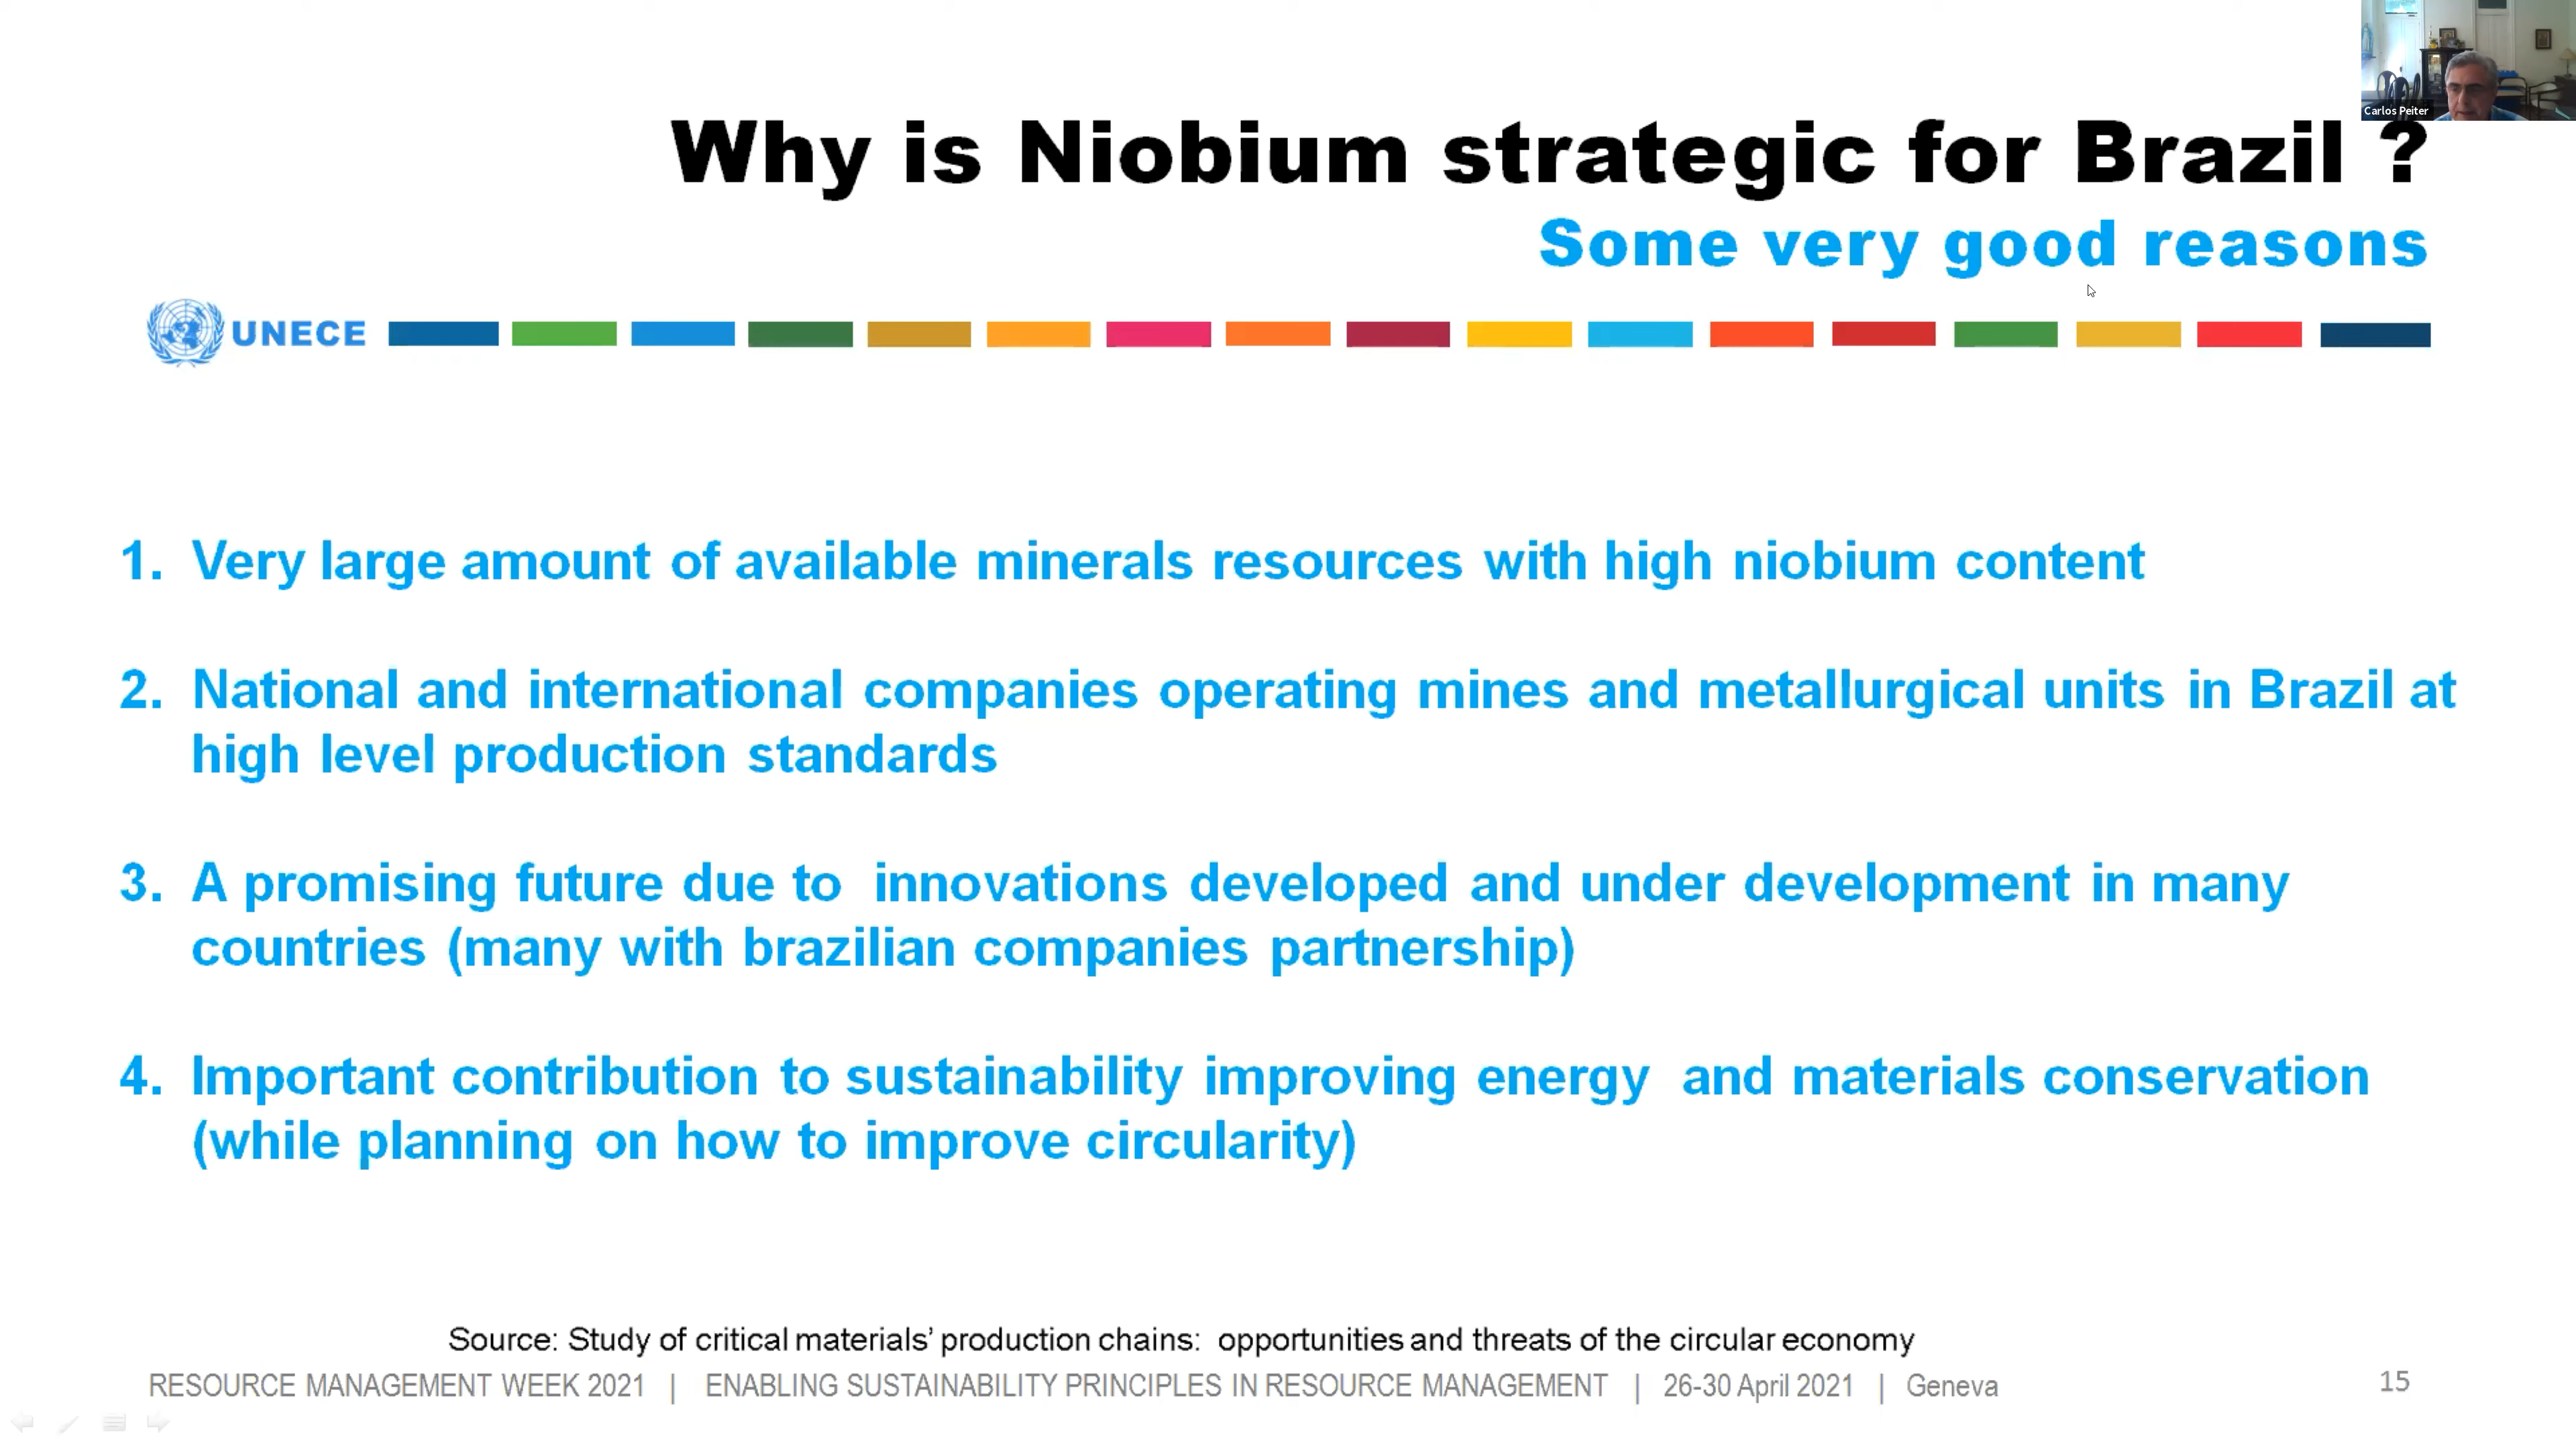 Carlos Peiter
Why is Niobium strategic for Brazil ?
Some very good reasons
UNECE
1. Very large amount of available minerals resources with high niobium content
2. National and international companies operating mines and metallurgical units in Brazil at
high level production standards
3. A promising future due to innovations developed and under development in many
countries (many with brazilian companies partnership)
4. Important contribution to sustainability improving energy and materials conservation
(while planning on how to improve circularity)
Source: Study of critical materials’ production chains: opportunities and threats of the circular economy
RESOURCE MANAGEMENT WEEK 2021 | ENABLING SUSTAINABILITY PRINCIPLES IN RESOURCE MANAGEMENT | 26-30 April 2021 | Geneva
15